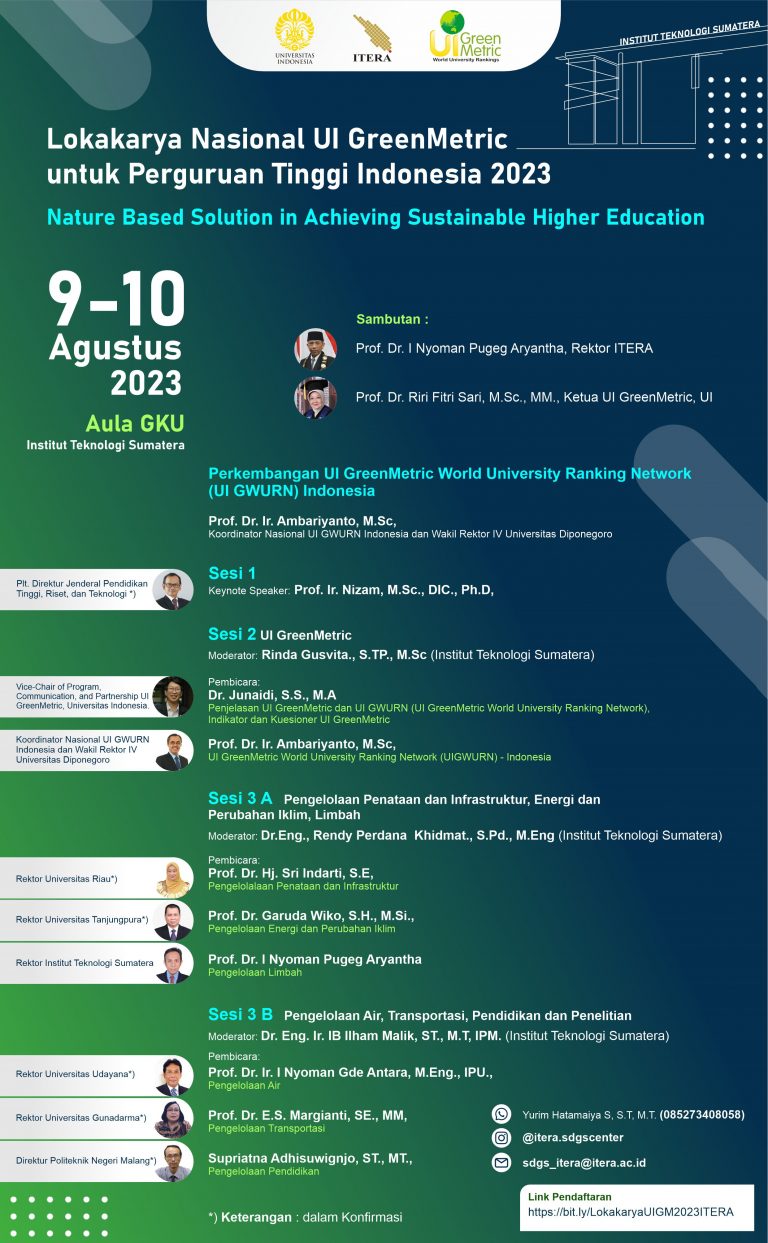 UNIVERSITAS
INDONESIA
ITERA
UI Green
Metric
World University Rankings
INSTITUT TEKNOLOGI SUMATERA
Lokakarya Nasional UI GreenMetric
untuk Perguruan Tinggi Indonesia 2023
Nature Based Solution in Achieving Sustainable Higher Education
9-10
Agustus
2023
Aula GKU
Institut Teknologi Sumatera
Sambutan :
Prof. Dr. I Nyoman Pugeg Aryantha, Rektor ITERA
Prof. Dr. Riri Fitri Sari, M.Sc., MM., Ketua UI GreenMetric, UI
Perkembangan UI GreenMetric World University Ranking Network
(UI GWURN) Indonesia
Prof. Dr. Ir. Ambariyanto, M.Sc,
Koordinator Nasional UI GWURN Indonesia dan Wakil Rektor IV Universitas Diponegoro
Plt. Direktur Jenderal Pendidikan
Tinggi, Riset, dan Teknologi *)
Sesi 1
Keynote Speaker: Prof. Ir. Nizam, M.Sc., DIC., Ph.D,
Sesi 2 UI GreenMetric
Moderator: Rinda Gusvita., S.TP., M.Sc (Institut Teknologi Sumatera)
Vice-Chair of Program,
Communication, and Partnership UI
GreenMetric, Universitas Indonesia.
Pembicara:
Dr. Junaidi, S.S., M.A
Penjelasan UI GreenMetric dan UI GWURN (UI GreenMetric World University Ranking Network),
Indikator dan Kuesioner UI GreenMetric
Koordinator Nasional UI GWURN
Indonesia dan Wakil Rektor IV
Universitas Diponegoro
Prof. Dr. Ir. Ambariyanto, M.Sc,
UI GreenMetric World University Ranking Network (UIGWURN) - Indonesia
Sesi 3 A Pengelolaan Penataan dan Infrastruktur, Energi dan
Perubahan Iklim, Limbah
Moderator: Dr.Eng., Rendy Perdana Khidmat., S.Pd., M.Eng (Institut Teknologi Sumatera)
Pembicara:
Rektor Universitas Riau*)
Prof. Dr. Hj. Sri Indarti, S.E,
Pengelolalaan Penataan dan Infrastruktur
Rektor Universitas Tanjungpura*)
Prof. Dr. Garuda Wiko, S.H., M.Si.,
Pengelolaan Energi dan Perubahan Iklim
Rektor Institut Teknologi Sumatera
Prof. Dr. I Nyoman Pugeg Aryantha
Pengelolaan Limbah
Sesi 3 B Pengelolaan Air, Transportasi, Pendidikan dan Penelitian
Moderator: Dr. Eng. Ir. IB Ilham Malik, ST., M.T, IPM. (Institut Teknologi Sumatera)
Pembicara:
Rektor Universitas Udayana*)
Prof. Dr. Ir. I Nyoman Gde Antara, M.Eng., IPU.,
Pengelolaan Air
Rektor Universitas Gunadarma*)
Prof. Dr. E.S. Margianti, SE., MM,
Pengelolaan Transportasi
Direktur Politeknik Negeri Malang*)
Supriatna Adhisuwignjo, ST., MT.,
Pengelolaan Pendidikan
Yurim Hatamaiya S, S.T, M.T. (085273408058)
@itera.sdgscenter
sdgs_itera@itera.ac.id
Link Pendaftaran
https://bit.ly/LokakaryaUIGM2023ITERA
*) Keterangan : dalam Konfirmasi